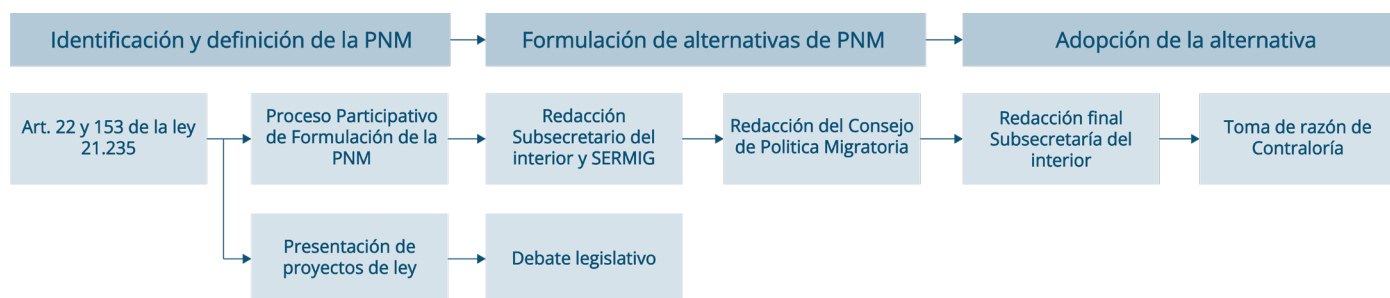 Identificación y definición de la PNM
Formulación de alternativas de PNM
Adopción de la alternativa
Art. 22 y 153 de la ley
21.235
Proceso Participativo
de Formulación de la
PNM
Redacción
Subsecretario del
interior y SERMIG
Redacción del Consejo
de Politica Migratoria
Redacción final
Subsecretaría del
interior
Toma de razón de
Contraloría
Presentación de
proyectos de ley
Debate legislativo